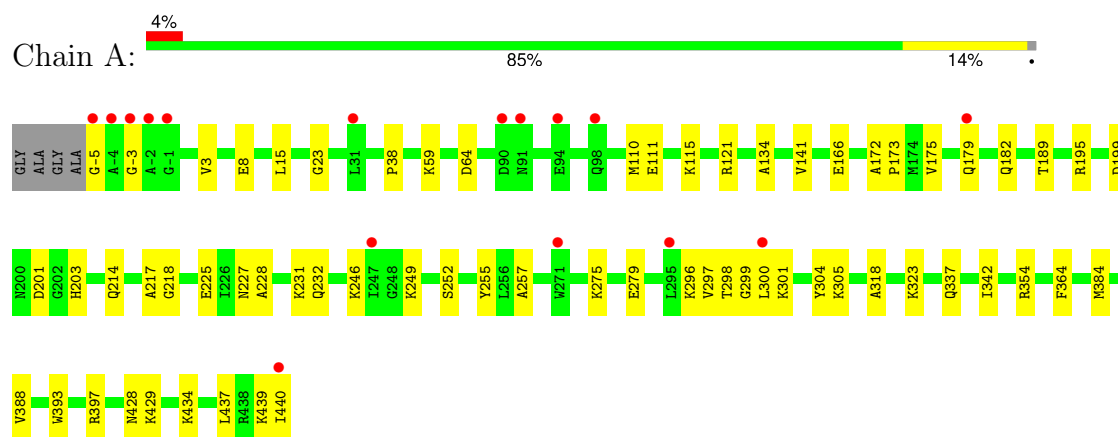 4%
Chain A:
85% 14% •
GLY ALA GLY ALA G-5 A-4 G-3 A-2 G-1 V3 E8 L15 G23 L31 P38 K59 D64 D90 N91 E94 Q98 M110 E111 K115 R121 A134 V141 E166 A172 P173 M174 V175 Q179 Q182 T189 R195 D199
N200 D201 G202 H203 Q214 A217 G218 E225 I226 N227 A228 K231 Q232 K246 I247 G248 K249 S252 Y255 L256 A257 W271 K275 E279 L295 K296 V297 T298 G299 L300 K301 Y304 K305 A318 K323 Q337 I342 R354 F364 M384
V388 W393 R397 N428 K429 K434 L437 R438 K439 I440